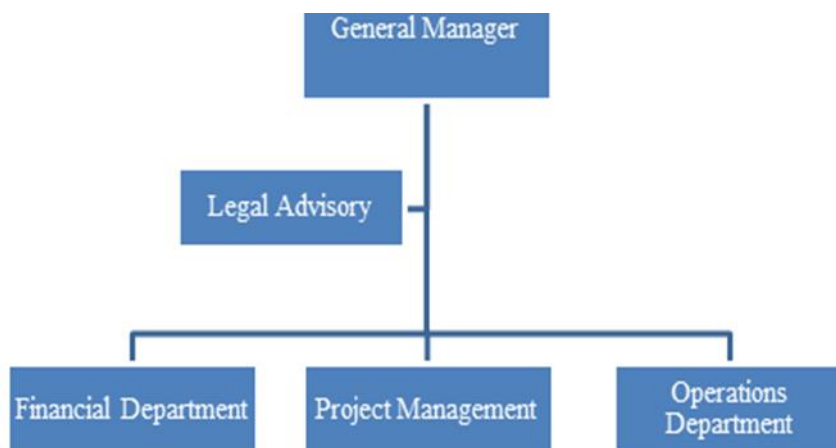 General Manager
Legal Advisory
Financial Department
Project Management
Operations
Department